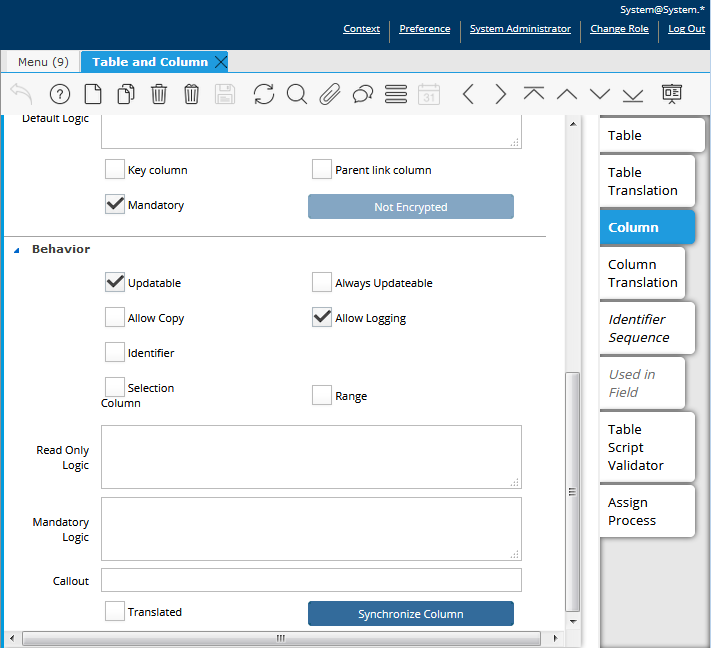 System@System.*
Context Preference System Administrator Change Role Log Out
Menu (9) Table and Column
31
Default Logic
Key column Parent link column
Mandatory Not Encrypted
Behavior
Updatable Always Updateable
Allow Copy Allow Logging
Identifier
Selection
Column
Range
Read Only
Logic
Mandatory
Logic
Callout
Translated Synchronize Column
Table
Table
Translation
Column
Column
Translation
Identifier
Sequence
Used in
Field
Table
Script
Validator
Assign
Process